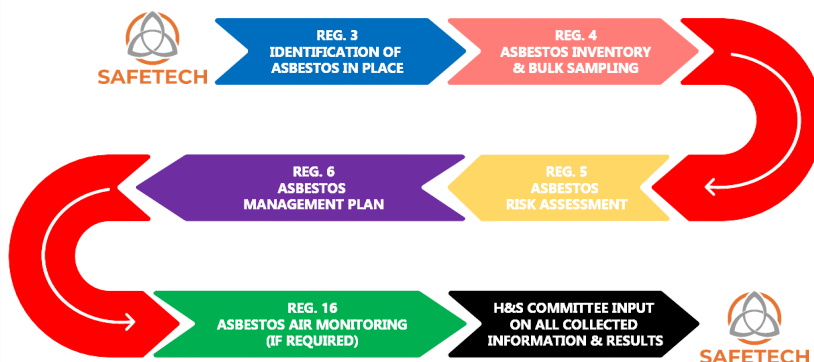 SAFETECH
REG. 3
IDENTIFICATION OF
ASBESTOS IN PLACE
REG. 4
ASBESTOS INVENTORY
& BULK SAMPLING
REG. 5
ASBESTOS
RISK ASSESSMENT
REG. 6
ASBESTOS
MANAGEMENT PLAN
REG. 16
ASBESTOS AIR MONITORING
(IF REQUIRED)
H&S COMMITTEE INPUT
ON ALL COLLECTED
INFORMATION & RESULTS
SAFETECH